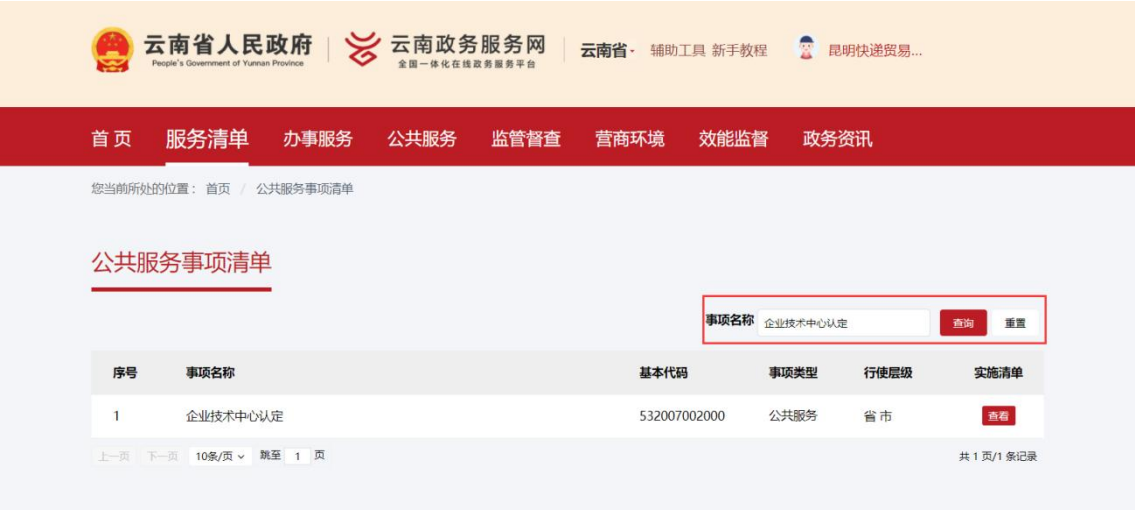 云南省人民政府
People's Government of Yunnan Province
云南政务服务网
全国一体化在线政务服务平台
云南省
辅助工具 新手教程
昆明快递贸易...
首页 服务清单 办事服务 公共服务 监管督查 营商环境 效能监督 政务资讯
您当前所处的位置： 首页 / 公共服务事项清单
公共服务事项清单
事项名称 企业技术中心认定 查询 重置
序号 事项名称 基本代码 事项类型 行使层级 实施清单
1 企业技术中心认定 532007002000 公共服务 省 市 查看
上一页 下一页 10条/页 跳至 1 页 共 1 页/1 条记录